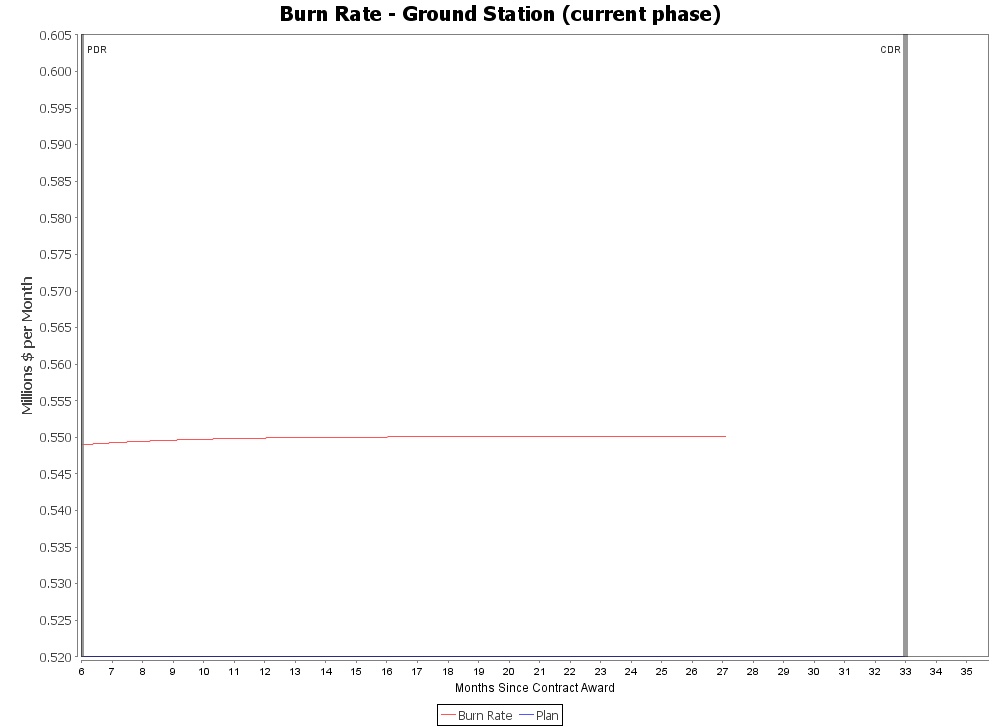 Burn Rate - Ground Station (current phase)
0.605
0.600
0.595
0.590
0.585
0.580
0.575
0.570
0.565
0.560
0.555
0.550
0.545
0.540
0.535
0.530
0.525
0.520
Millions $ per Month
PDR
CDR
6 7 8 9 10 11 12 13 14 15 16 17 18 19 20 21 22 23 24 25 26 27 28 29 30 31 32 33 34 35
Months Since Contract Award
Burn Rate Plan